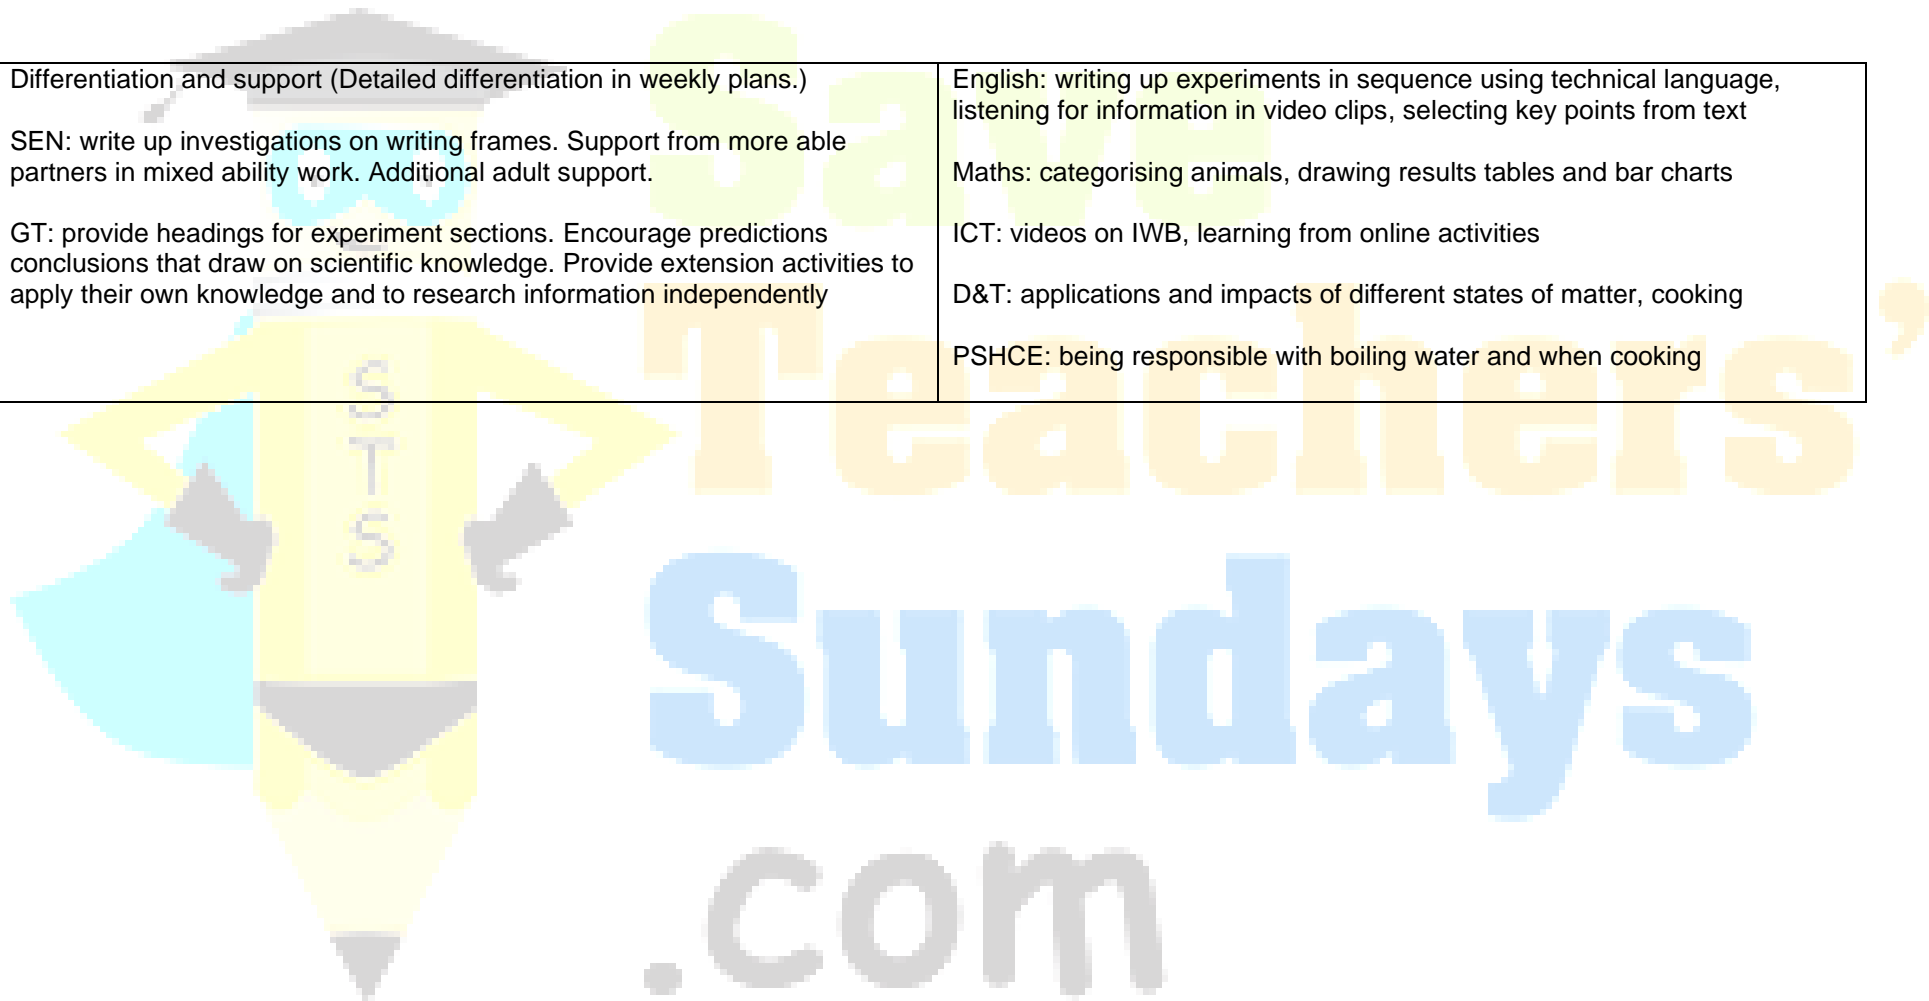 Differentiation and support (Detailed differentiation in weekly plans.)
SEN: write up investigations on writing frames. Support from more able
partners in mixed ability work. Additional adult support.
GT: provide headings for experiment sections. Encourage predictions
conclusions that draw on scientific knowledge. Provide extension activities to
apply their own knowledge and to research information independently
English: writing up experiments in sequence using technical language,
listening for information in video clips, selecting key points from text
Maths: categorising animals, drawing results tables and bar charts
ICT: videos on IWB, learning from online activities
D&T: applications and impacts of different states of matter, cooking
PSHCE: being responsible with boiling water and when cooking
S
T
S
Save
Teachers’
Sundays
.com